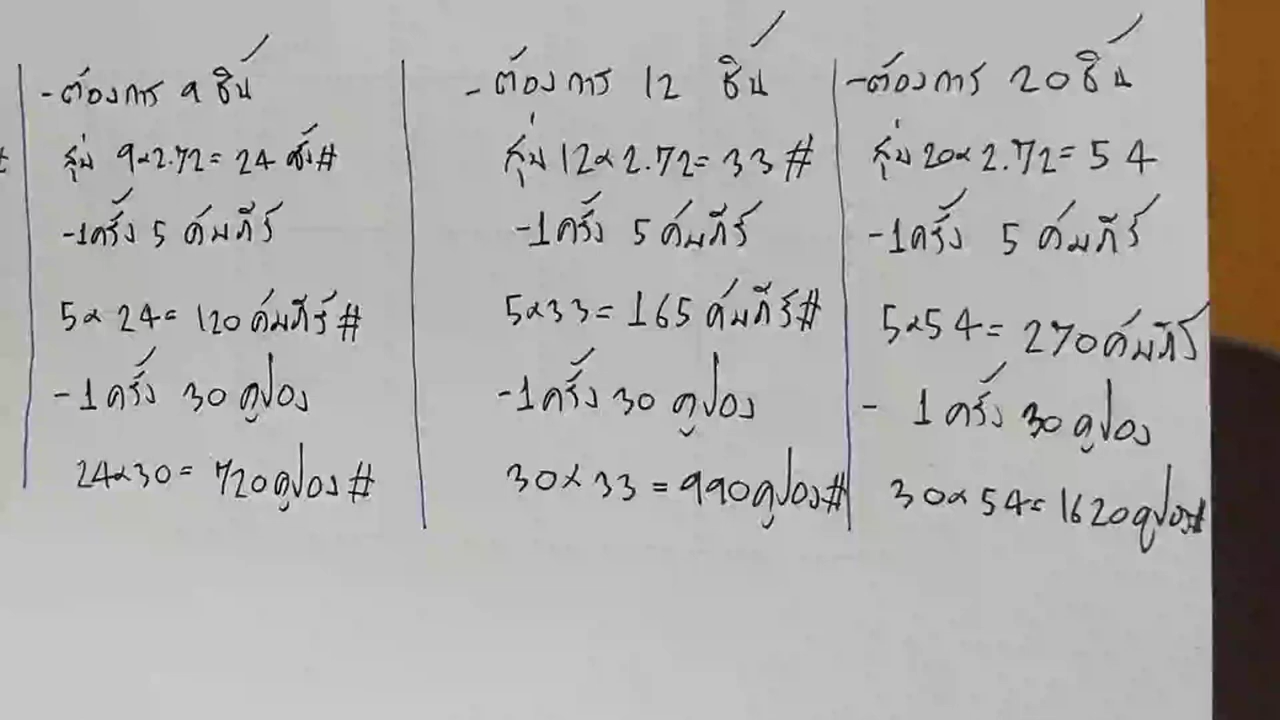 - ต้องการ 9 ชิ้น
สุ่ม 9×2.72= 24 ครั้ง#
-1ครั้ง 5 คัมภีร์
5× 24= 120 คัมภีร์ #
- 1ครั้ง 30 คูปอง
24×30= 720คูปอง #
- ต้องการ 12 ชิ้น
สุ่ม 12×2.72= 33 #
-1ครั้ง 5 คัมภีร์
5×33= 165 คัมภีร์#
-1ครั้ง 30 คูปอง
30× 33 = 990คูปอง#
-ต้องการ 20ชิ้น
สุ่ม 20×2.72= 54
-1ครั้ง 5 คัมภีร์
5×54= 270คัมภีร์
- 1ครั้ง 30คูปอง
30× 54= 1620คูปอง#